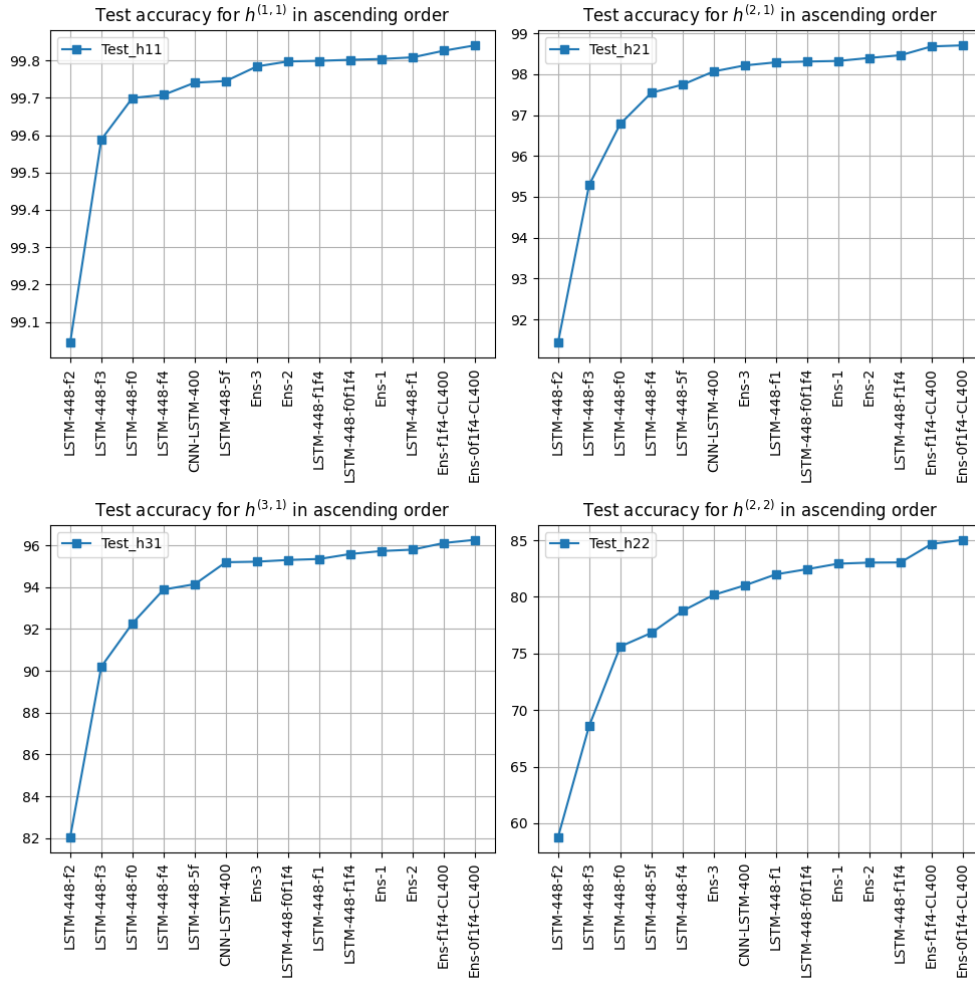 Test accuracy for h^(1,1) in ascending order
Test_h11
99.8
99.7
99.6
99.5
99.4
99.3
99.2
99.1
LSTM-448-f2
LSTM-448-f3
LSTM-448-f0
LSTM-448-f4
CNN-LSTM-400
LSTM-448-5f
Ens-3
Ens-2
LSTM-448-f1f4
LSTM-448-f0f1f4
Ens-1
LSTM-448-f1
Ens-f1f4-CL400
Ens-0f1f4-CL400
Test accuracy for h^(2,1) in ascending order
Test_h21
99
98
97
96
95
94
93
92
LSTM-448-f2
LSTM-448-f3
LSTM-448-f0
LSTM-448-f4
LSTM-448-5f
CNN-LSTM-400
Ens-3
LSTM-448-f1
LSTM-448-f0f1f4
Ens-1
Ens-2
LSTM-448-f1f4
Ens-f1f4-CL400
Ens-0f1f4-CL400
Test accuracy for h^(3,1) in ascending order
Test_h31
96
94
92
90
88
86
84
82
LSTM-448-f2
LSTM-448-f3
LSTM-448-f0
LSTM-448-f4
LSTM-448-5f
CNN-LSTM-400
Ens-3
LSTM-448-f0f1f4
LSTM-448-f1
LSTM-448-f1f4
Ens-1
Ens-2
Ens-f1f4-CL400
Ens-0f1f4-CL400
Test accuracy for h^(2,2) in ascending order
Test_h22
85
80
75
70
65
60
LSTM-448-f2
LSTM-448-f3
LSTM-448-f0
LSTM-448-5f
LSTM-448-f4
Ens-3
CNN-LSTM-400
LSTM-448-f1
LSTM-448-f0f1f4
Ens-1
Ens-2
LSTM-448-f1f4
Ens-f1f4-CL400
Ens-0f1f4-CL400